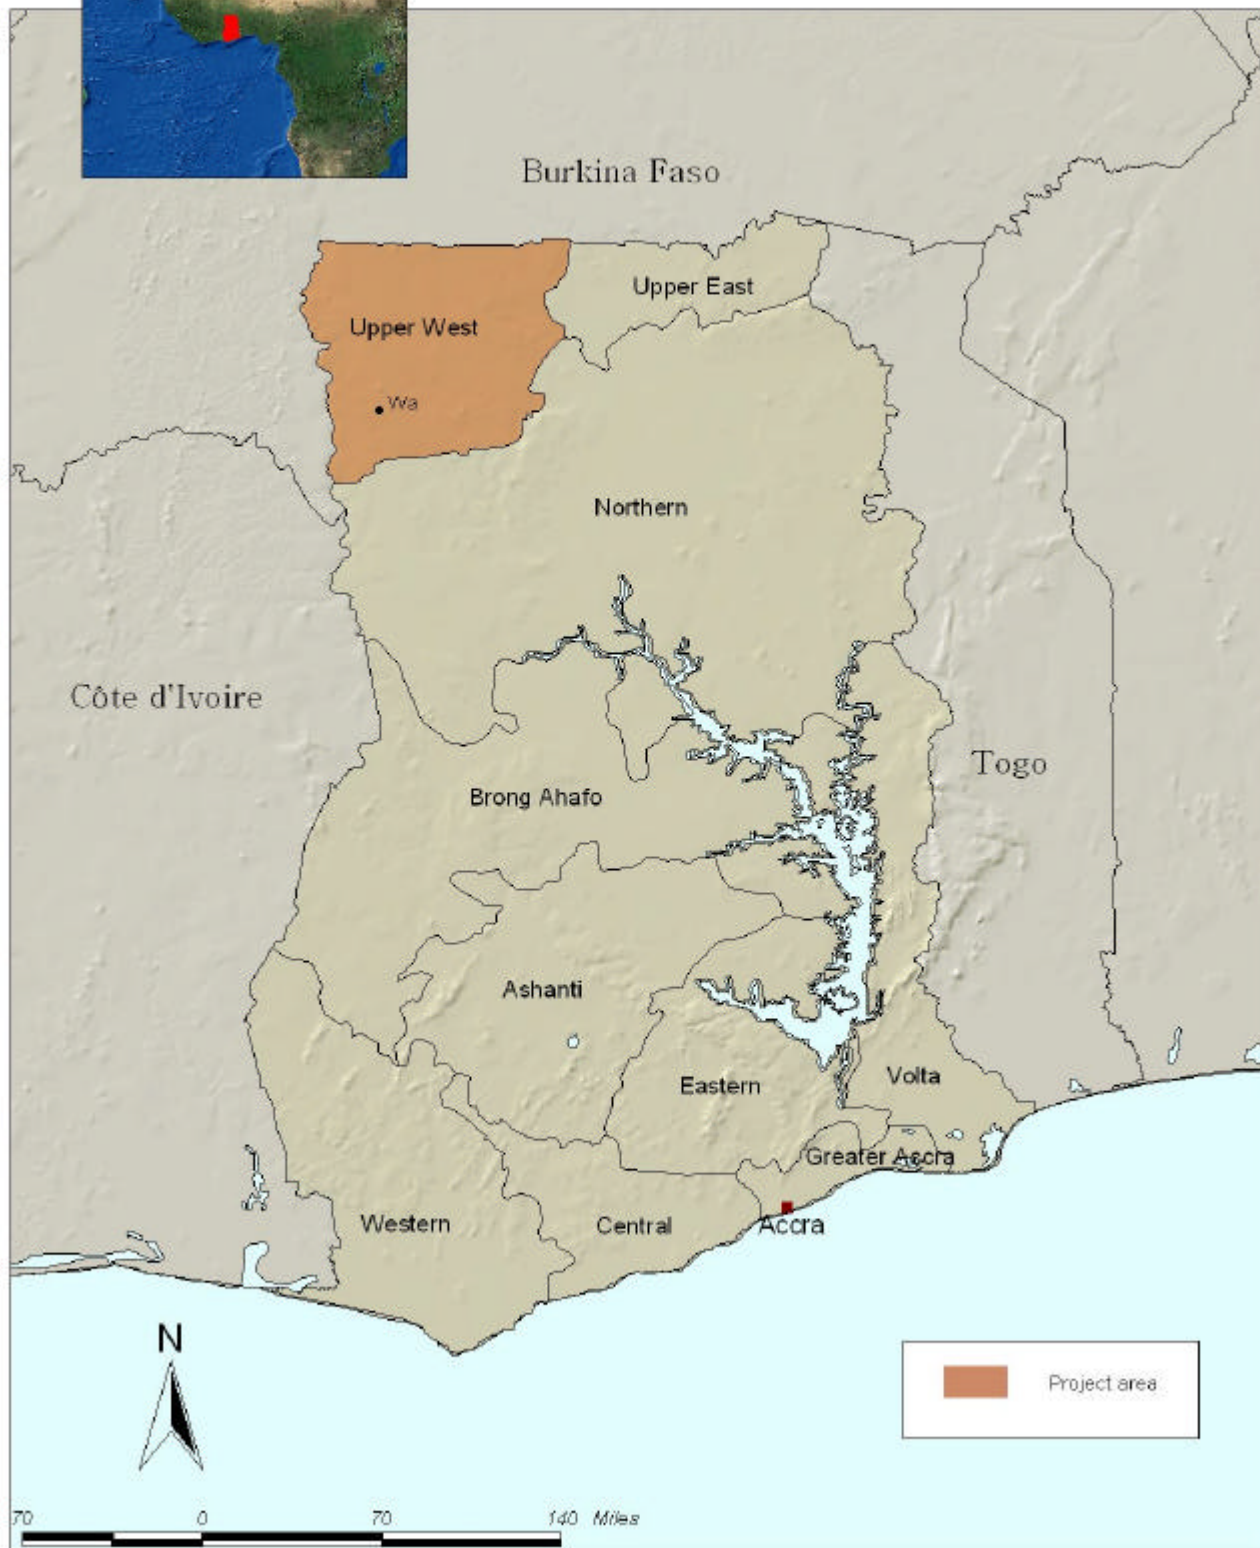 Burkina Faso
Upper East
Upper West
Wa
Northern
Côte d'Ivoire
Togo
Brong Ahafo
Ashanti
Eastern
Volta
Greater Accra
Western
Central
Accra
N
Project area
70 0 70 140 Miles